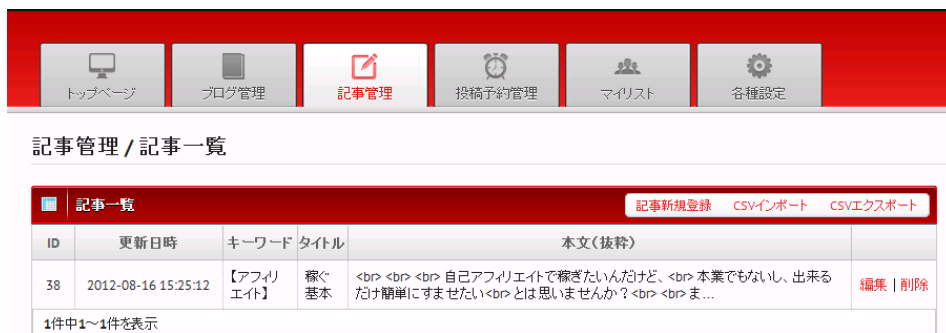 トップページ ブログ管理 記事管理 投稿予約管理 マイリスト 各種設定
記事管理 / 記事一覧
記事一覧 記事新規登録 CSVインポート CSVエクスポート
ID 更新日時 キーワード タイトル 本文(抜粋)
38 2012-08-16 15:25:12 【アフィリ 稼ぐ <br> <br> <br> 自己アフィリエイトで稼ぎたいんだけど、<br> 本業でもないし、出来る 編集 | 削除
エイト】 基本 だけ簡単にすませたい<br> とは思いませんか？<br> <br> ま...
1件中1～1件を表示